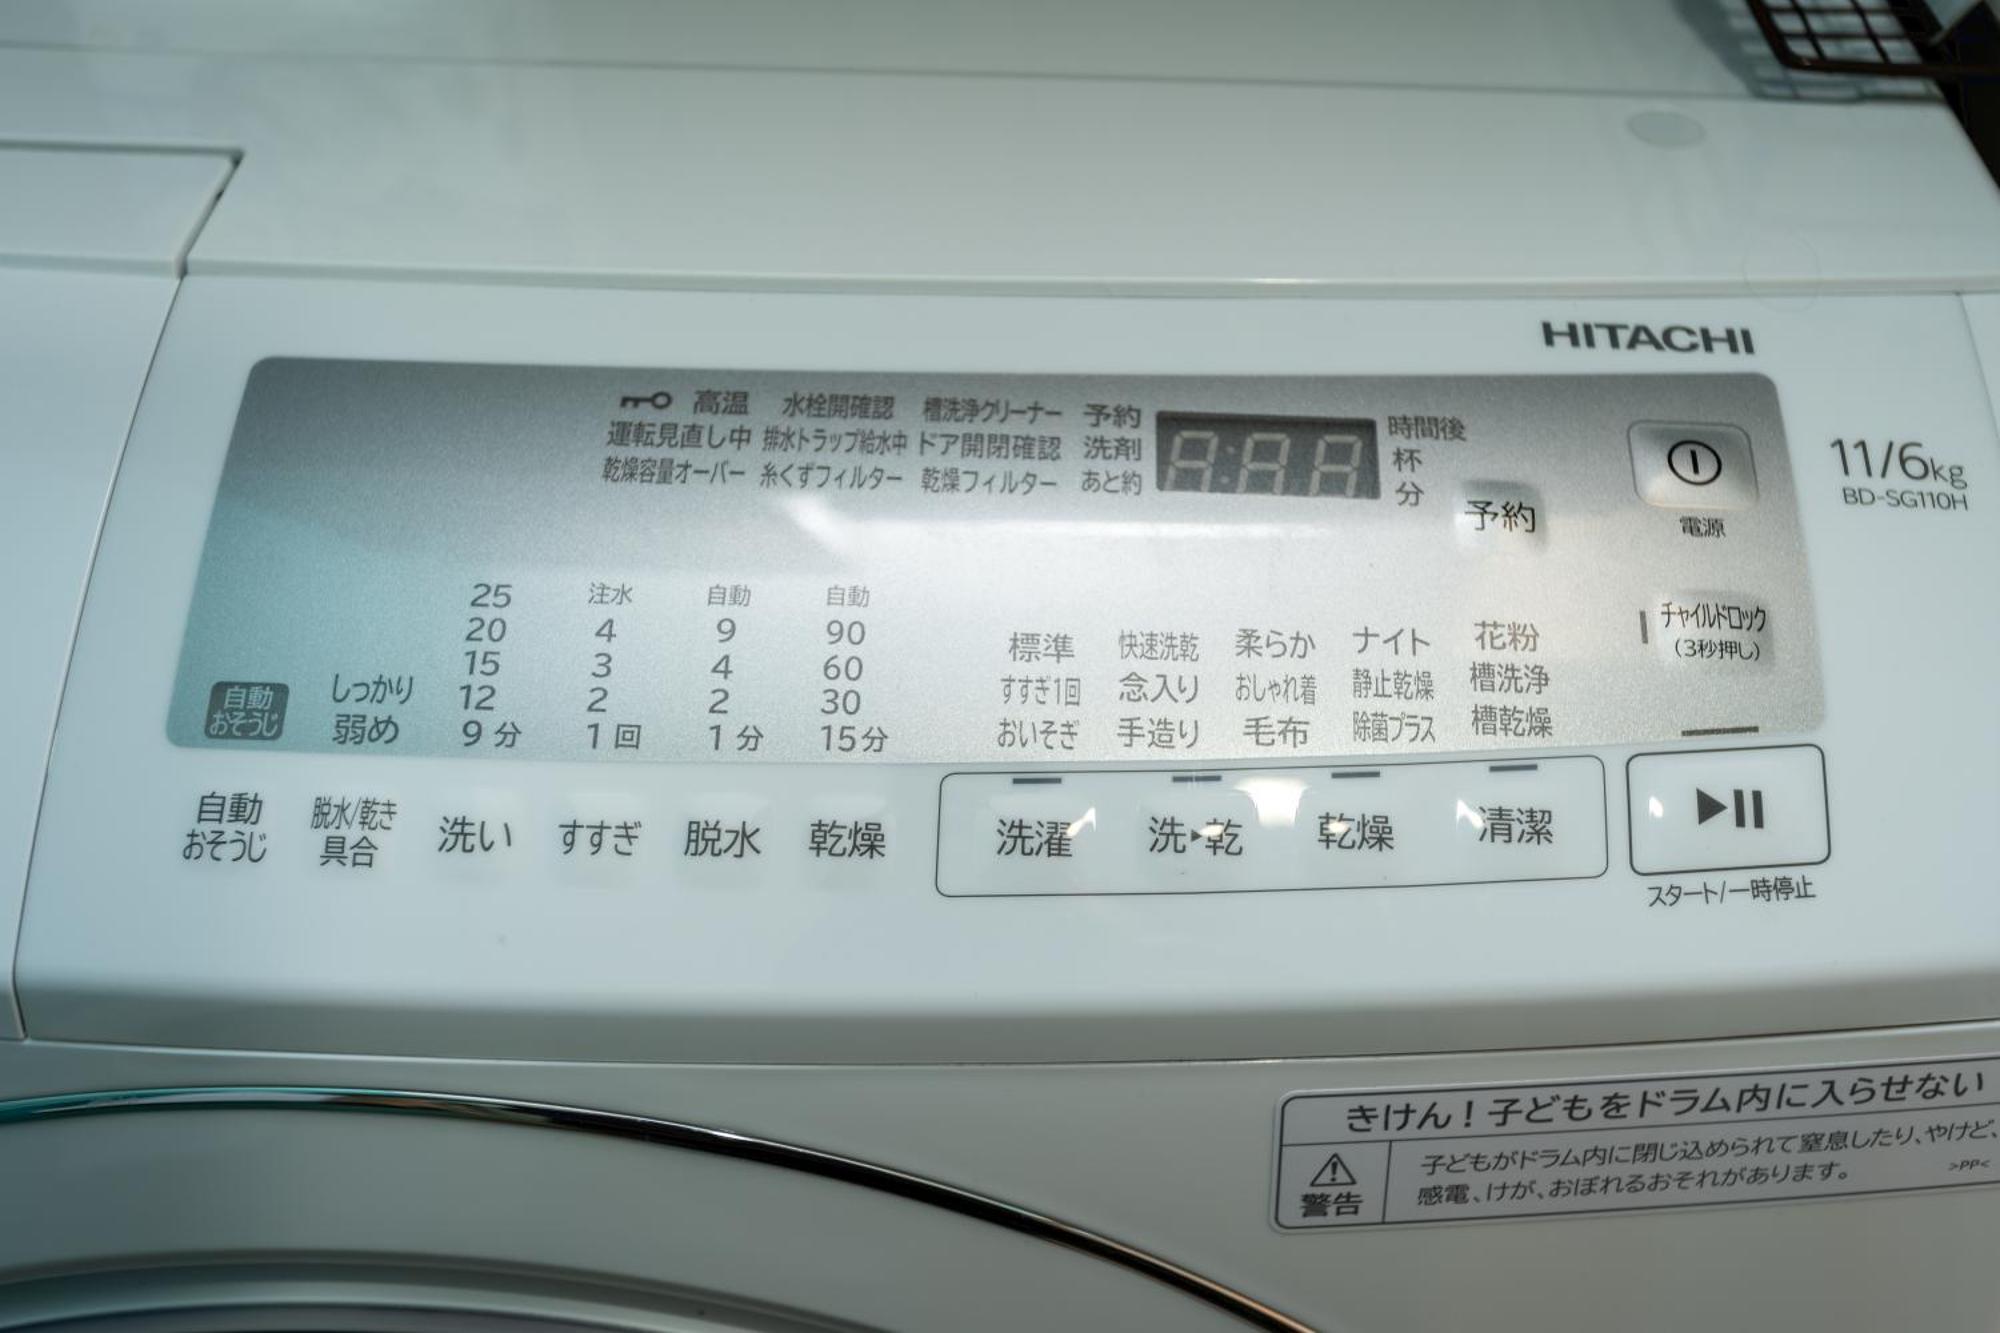 HITACHI
高温 水栓開確認 槽洗浄クリーナー 予約 時間後
運転見直し中 排水トラップ給水中 ドア開閉確認 洗剤 杯
乾燥容量オーバー 糸くずフィルター 乾燥フィルター あと約 分
8:88
予約
電源
11/6kg
BD-SG110H
チャイルドロック
(3秒押し)
25 注水 自動 自動
20 4 9 90
15 3 4 60
しっかり 12 2 2 30
弱め 9分 1回 1分 15分
自動
おそうじ
標準 快速洗乾 柔らか ナイト 花粉
すすぎ1回 念入り おしゃれ着 静止乾燥 槽洗浄
おいそぎ 手造り 毛布 除菌プラス 槽乾燥
自動
おそうじ
脱水/乾き
具合
洗い すすぎ 脱水 乾燥
洗濯 洗▸乾 乾燥 清潔
スタート/一時停止
きけん!子どもをドラム内に入らせない
警告
子どもがドラム内に閉じ込められて窒息したり、やけど、
感電、けが、おぼれるおそれがあります。
>PP<